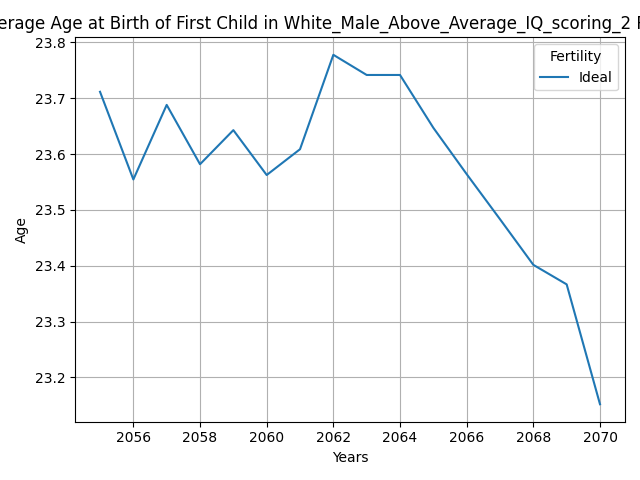 Average Age at Birth of First Child in White_Male_Above_Average_IQ_scoring_2
Fertility
Ideal
23.8
23.7
23.6
23.5
23.4
23.3
23.2
Age
2056 2058 2060 2062 2064 2066 2068 2070
Years